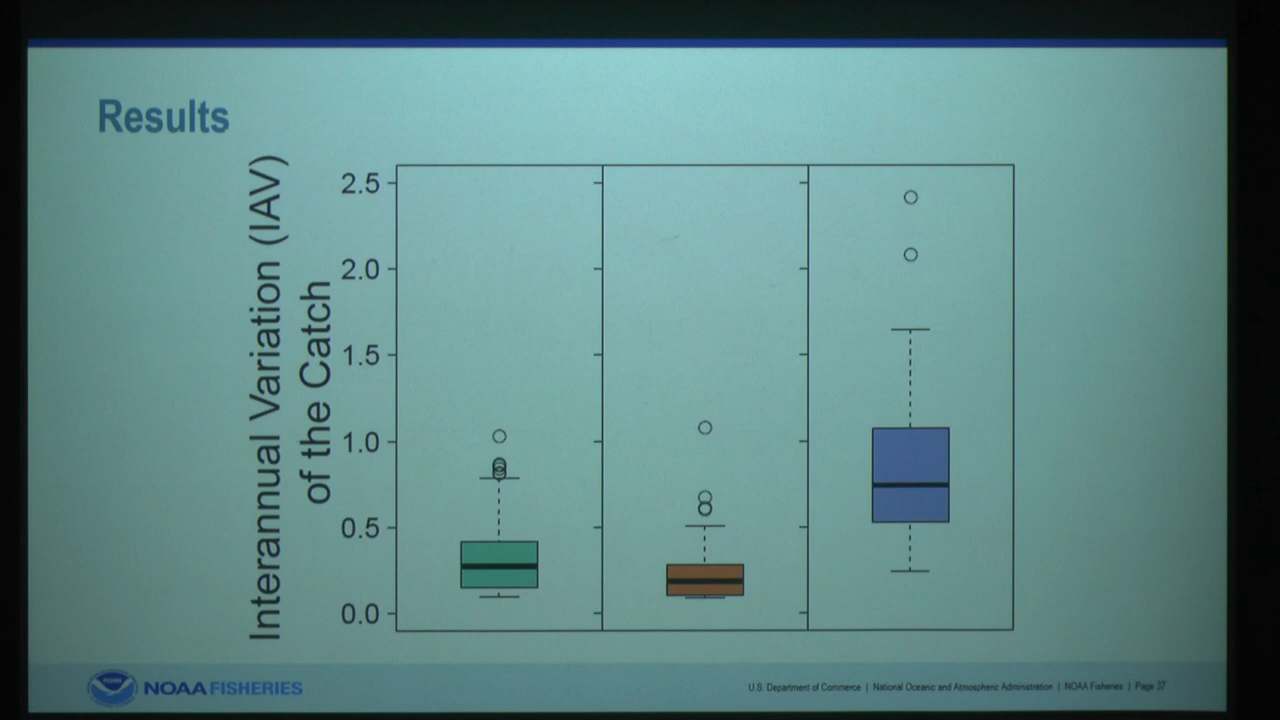 Results
Interannual Variation (IAV)
of the Catch
2.5
2.0
1.5
1.0
0.5
0.0
NOAA FISHERIES
U.S. Department of Commerce | National Oceanic and Atmospheric Administration | NOAA Fisheries | Page 37